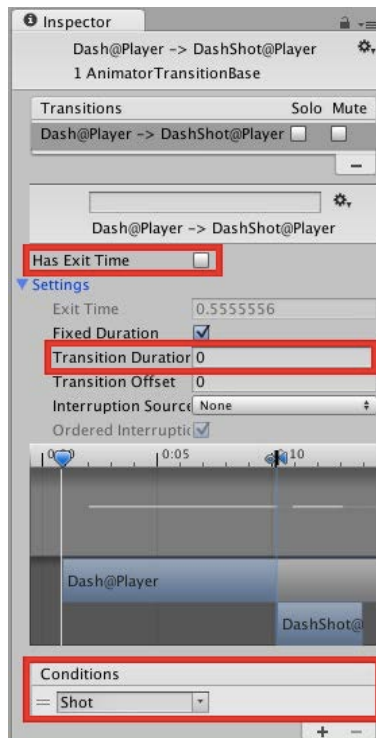 Inspector
Dash@Player -> DashShot@Player
1 AnimatorTransitionBase
Transitions Solo Mute
Dash@Player -> DashShot@Player
Dash@Player -> DashShot@Player
Has Exit Time
Settings
Exit Time 0.5555556
Fixed Duration
Transition Duration 0
Transition Offset 0
Interruption Source None
Ordered Interruptic
0:05 0:10
Dash@Player
DashShot@
Conditions
= Shot